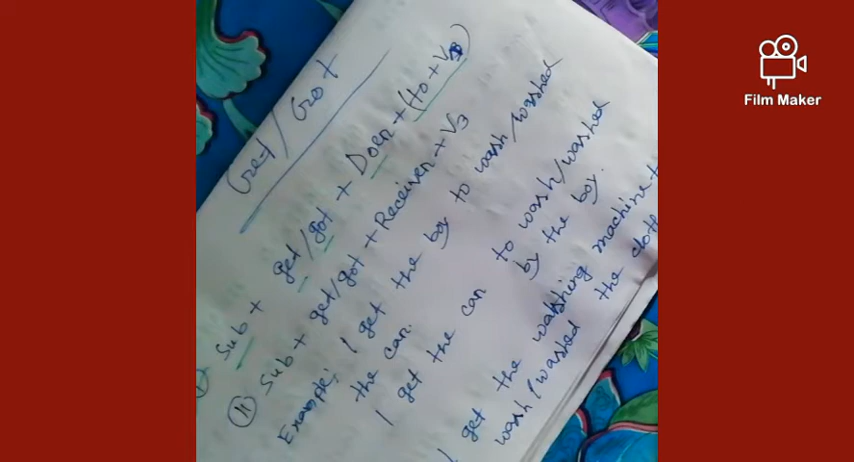 Get/Got
I) Sub + get/got + Doer + (to + V3)
II) Sub + get/got + Receiver + V3
Example; I get the boy to wash/washed
the car.
I get the car to wash/washed
by the boy.
I get the washing machine to
wash/washed the cloth
Film Maker